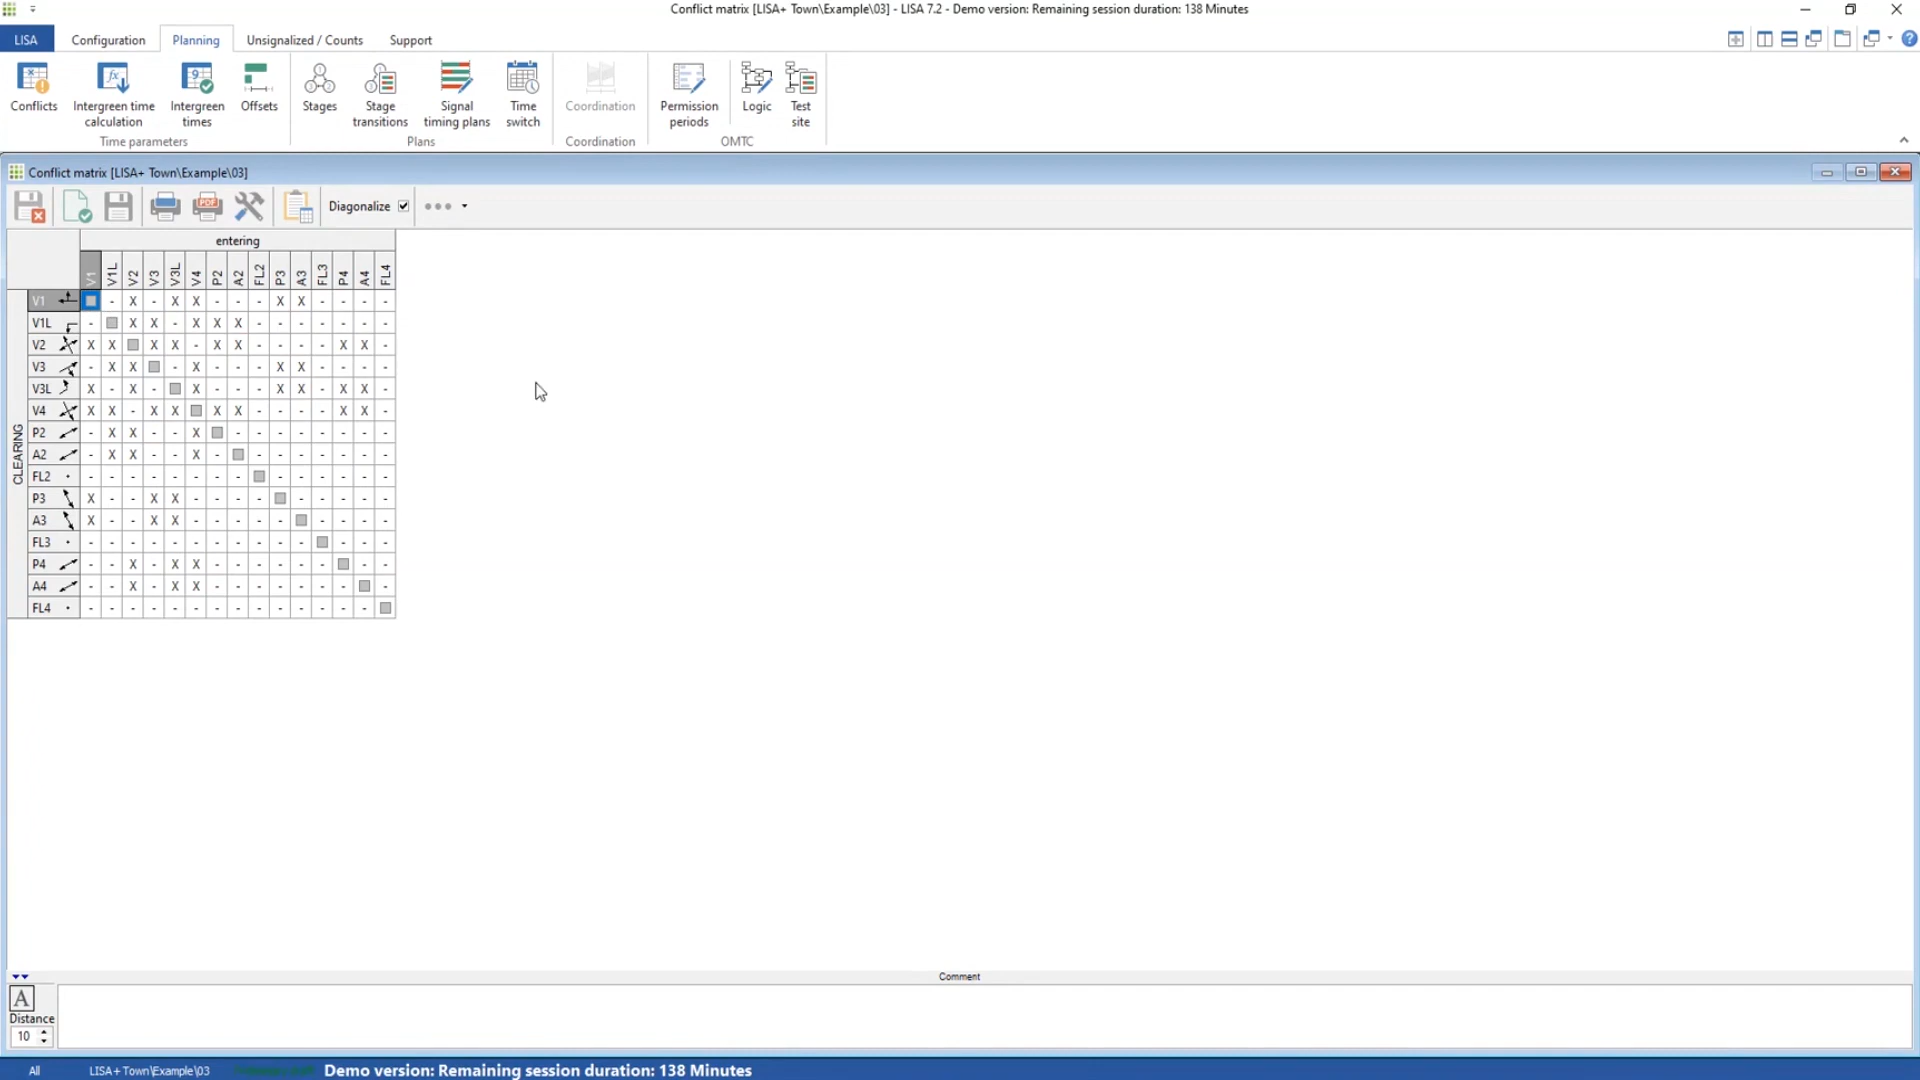 Conflict matrix [LISA+ Town\Example\03] - LISA 7.2 - Demo version: Remaining session duration: 138 Minutes
LISA Configuration Planning Unsignalized / Counts Support
Conflicts Intergreen time calculation Intergreen times Offsets Stages Stage transitions Signal timing plans Time switch Coordination Permission periods Logic Test site
Time parameters Plans Coordination OMTC
Conflict matrix [LISA+ Town\Example\03]
PDF Diagonalize
entering
V1 V1L V2 V3 V3L V4 P2 A2 FL2 P3 A3 FL3 P4 A4 FL4
CLEARING
V1 - X - X X - - - X X - - - -
V1L - X X - X X X - - - - - - -
V2 X X X X - X X - - - - X X -
V3 - X X - X - - - X X - - - -
V3L X - X - X - - - X X - X X -
V4 X X - X X X X - - - - X X -
P2 - X X - - X - - - - - - - -
A2 - X X - - X - - - - - - - -
FL2 - - - - - - - - - - - - - -
P3 X - - X X - - - - - - - - -
A3 X - - X X - - - - - - - - -
FL3 - - - - - - - - - - - - - -
P4 - - X - X X - - - - - - - -
A4 - - X - X X - - - - - - - -
FL4 - - - - - - - - - - - - - -
Comment
A
Distance
10
All LISA+ Town\Example\03 Demo version: Remaining session duration: 138 Minutes